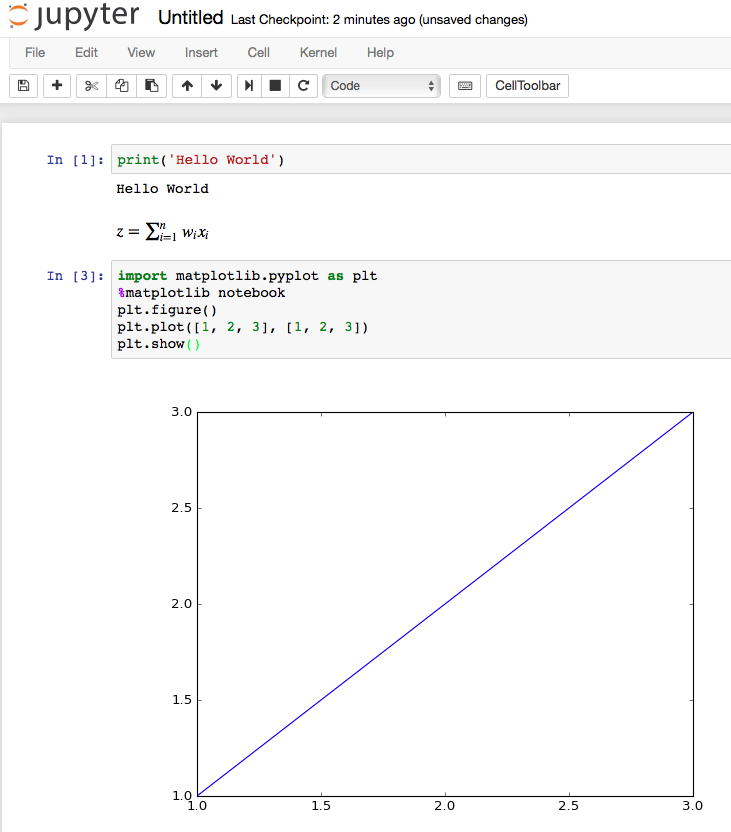 jupyter Untitled Last Checkpoint: 2 minutes ago (unsaved changes)
File Edit View Insert Cell Kernel Help
Code CellToolbar
In [1]: print('Hello World')
Hello World
z = ∑ⁿᵢ₌₁ wᵢxᵢ
In [3]: import matplotlib.pyplot as plt
%matplotlib notebook
plt.figure()
plt.plot([1, 2, 3], [1, 2, 3])
plt.show()
3.0
2.5
2.0
1.5
1.0
1.0 1.5 2.0 2.5 3.0